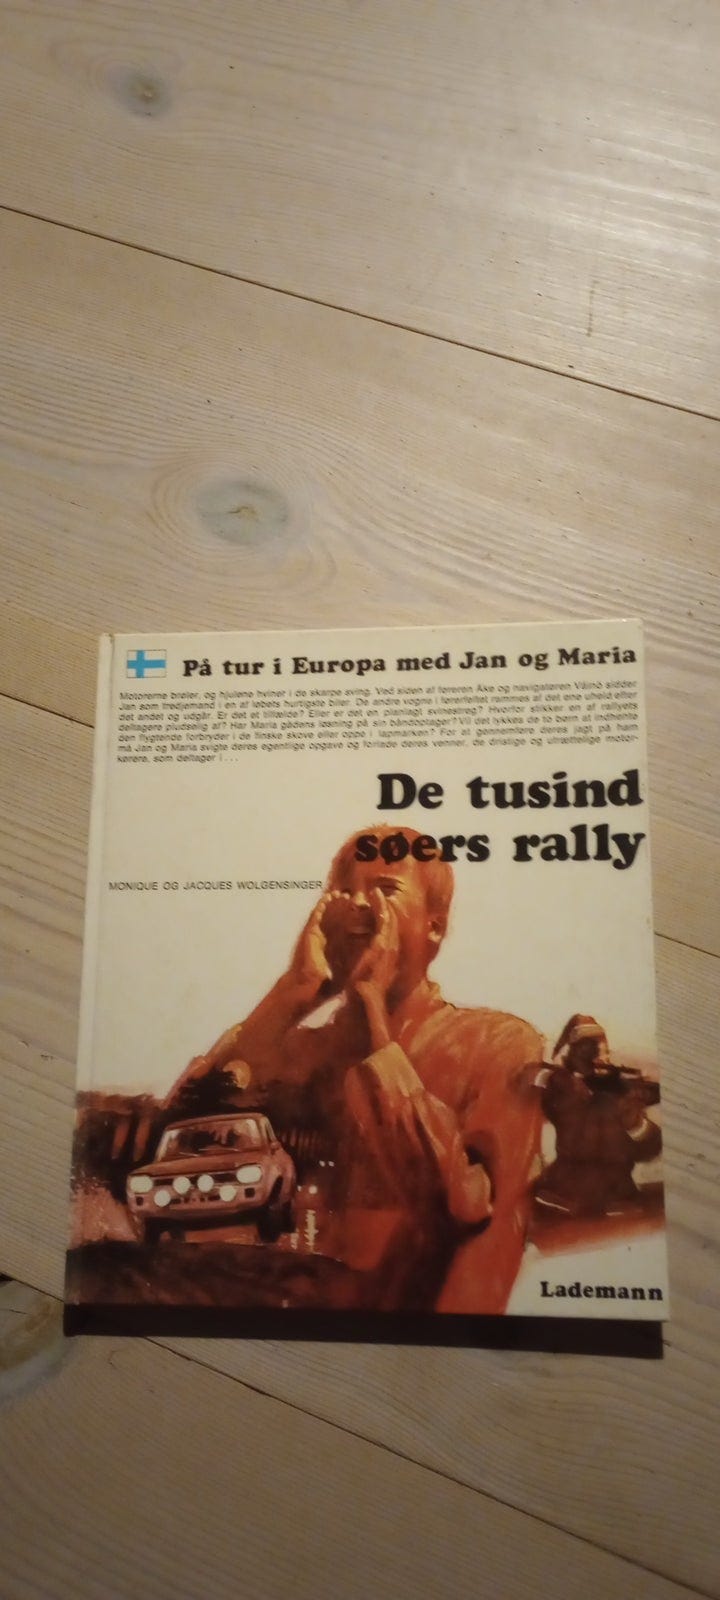 På tur i Europa med Jan og Maria
Motorerne brøler, og hjulene hviner i de skarpe sving. Ved siden af føreren Åke og navigatøren Väinö sidder
Jan som tredjemand i en af løbets hurtigste biler. De andre vogne i førerfeltet rammes af det ene uheld efter
det andet og udgår. Er det et tilfælde? Eller er det en planlagt svinestreg? Hvorfor stikker en af rallyets
deltagere pludselig af? Har Maria gådens løsning på sin båndoptager? Vil det lykkes de to børn at indhente
den flygtende forbryder i de finske skove eller oppe i lapmarken? For at gennemføre deres jagt på ham
må Jan og Maria svigte deres egentlige opgave og forlade deres venner, de dristige og utrættelige motor-
kørere, som deltager i . . .
De tusind
søers rally
MONIQUE OG JACQUES WOLGENSINGER
Lademann